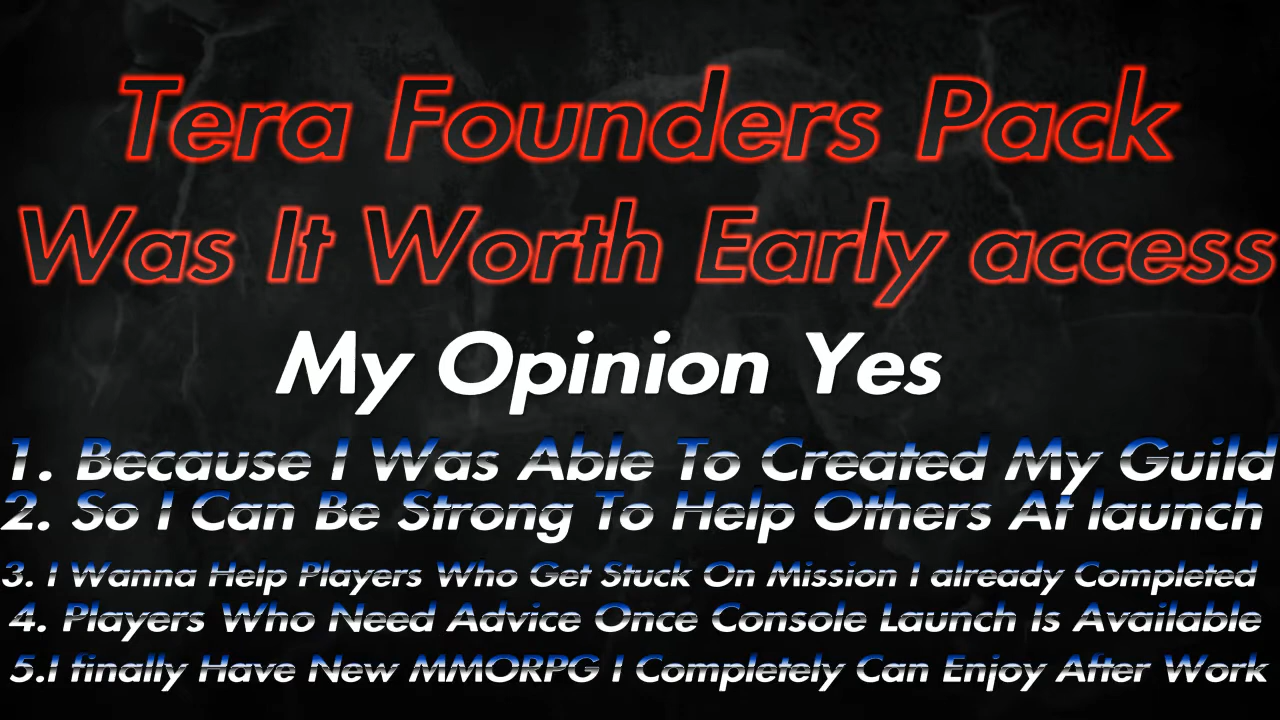 Tera Founders Pack
Was It Worth Early access
My Opinion Yes
1. Because I Was Able To Created My Guild
2. So I Can Be Strong To Help Others At launch
3. I Wanna Help Players Who Get Stuck On Mission I already Completed
4. Players Who Need Advice Once Console Launch Is Available
5.I finally Have New MMORPG I Completely Can Enjoy After Work